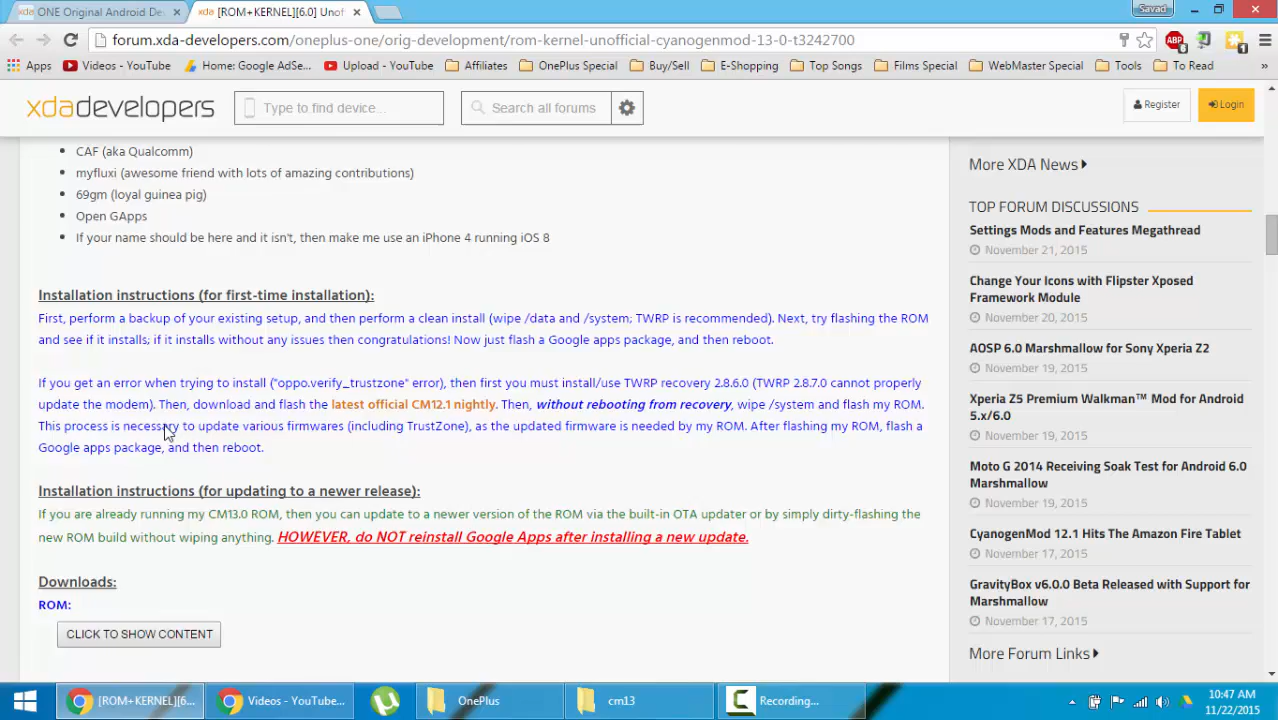 xda ONE Original Android De
xda [ROM+KERNEL][6.0] Unof
Savad
forum.xda-developers.com/oneplus-one/orig-development/rom-kernel-unofficial-cyanogenmod-13-0-t3242700
ABP
6
1
Apps
Videos - YouTube
Home: Google AdSe...
Upload - YouTube
Affiliates
OnePlus Special
Buy/Sell
E-Shopping
Top Songs
Films Special
WebMaster Special
Tools
To Read
»
xdadevelopers
Type to find device...
Search all forums
Register
Login
CAF (aka Qualcomm)
myfluxi (awesome friend with lots of amazing contributions)
69gm (loyal guinea pig)
Open GApps
If your name should be here and it isn't, then make me use an iPhone 4 running iOS 8
Installation instructions (for first-time installation):
First, perform a backup of your existing setup, and then perform a clean install (wipe /data and /system; TWRP is recommended). Next, try flashing the ROM
and see if it installs; if it installs without any issues then congratulations! Now just flash a Google apps package, and then reboot.
If you get an error when trying to install ("oppo.verify_trustzone" error), then first you must install/use TWRP recovery 2.8.6.0 (TWRP 2.8.7.0 cannot properly
update the modem). Then, download and flash the latest official CM12.1 nightly. Then, without rebooting from recovery, wipe /system and flash my ROM.
This process is necessary to update various firmwares (including TrustZone), as the updated firmware is needed by my ROM. After flashing my ROM, flash a
Google apps package, and then reboot.
Installation instructions (for updating to a newer release):
If you are already running my CM13.0 ROM, then you can update to a newer version of the ROM via the built-in OTA updater or by simply dirty-flashing the
new ROM build without wiping anything. HOWEVER, do NOT reinstall Google Apps after installing a new update.
Downloads:
ROM:
CLICK TO SHOW CONTENT
More XDA News
TOP FORUM DISCUSSIONS
Settings Mods and Features Megathread
November 21, 2015
Change Your Icons with Flipster Xposed
Framework Module
November 20, 2015
AOSP 6.0 Marshmallow for Sony Xperia Z2
November 19, 2015
Xperia Z5 Premium Walkman™ Mod for Android
5.x/6.0
November 19, 2015
Moto G 2014 Receiving Soak Test for Android 6.0
Marshmallow
November 19, 2015
CyanogenMod 12.1 Hits The Amazon Fire Tablet
November 17, 2015
GravityBox v6.0.0 Beta Released with Support for
Marshmallow
November 17, 2015
More Forum Links
[ROM+KERNEL][6...
Videos - YouTube...
OnePlus
cm13
Recording...
10:47 AM
11/22/2015